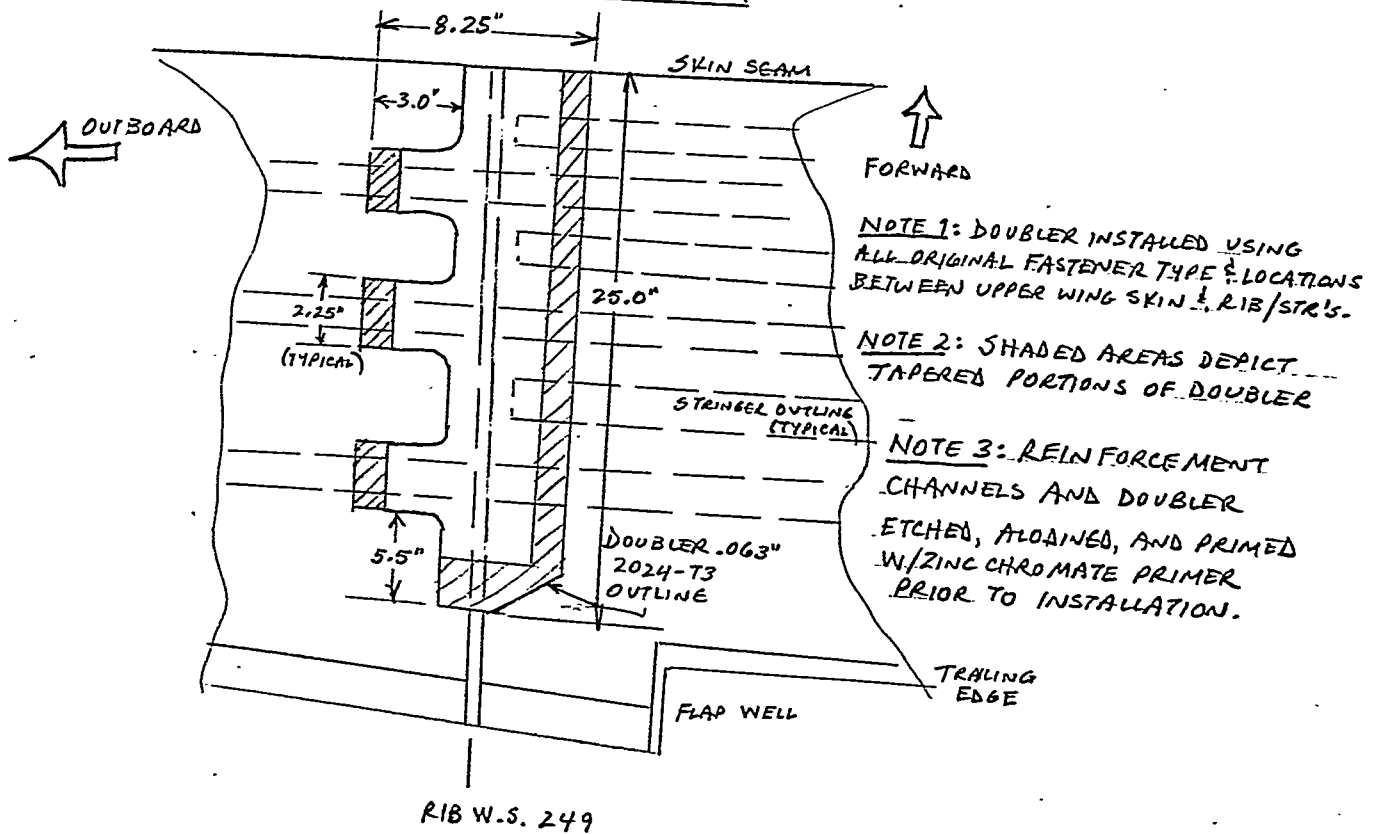 8.25"
SKIN SEAM
3.0"
OUTBOARD
FORWARD
NOTE 1: DOUBLER INSTALLED USING
ALL ORIGINAL FASTENER TYPE & LOCATIONS
BETWEEN UPPER WING SKIN & RIB/STR'S.
25.0"
2.25"
(TYPICAL)
NOTE 2: SHADED AREAS DEPICT
TAPERED PORTIONS OF DOUBLER
STRINGER OUTLINE
(TYPICAL)
NOTE 3: REINFORCEMENT
CHANNELS AND DOUBLER
ETCHED, ALODINED, AND PRIMED
W/ZINC CHROMATE PRIMER
PRIOR TO INSTALLATION.
5.5"
DOUBLER .063"
2024-T3
OUTLINE
TRALING
EDGE
FLAP WELL
RIB W.S. 249